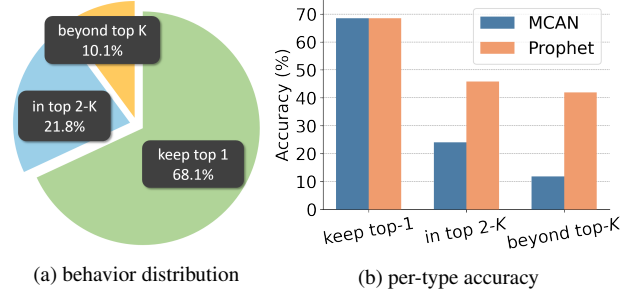 beyond top K
10.1%
in top 2-K
21.8%
keep top 1
68.1%
(a) behavior distribution
Accuracy (%)
70
60
50
40
30
20
10
0
MCAN
Prophet
keep top-1
in top 2-K
beyond top-K
(b) per-type accuracy